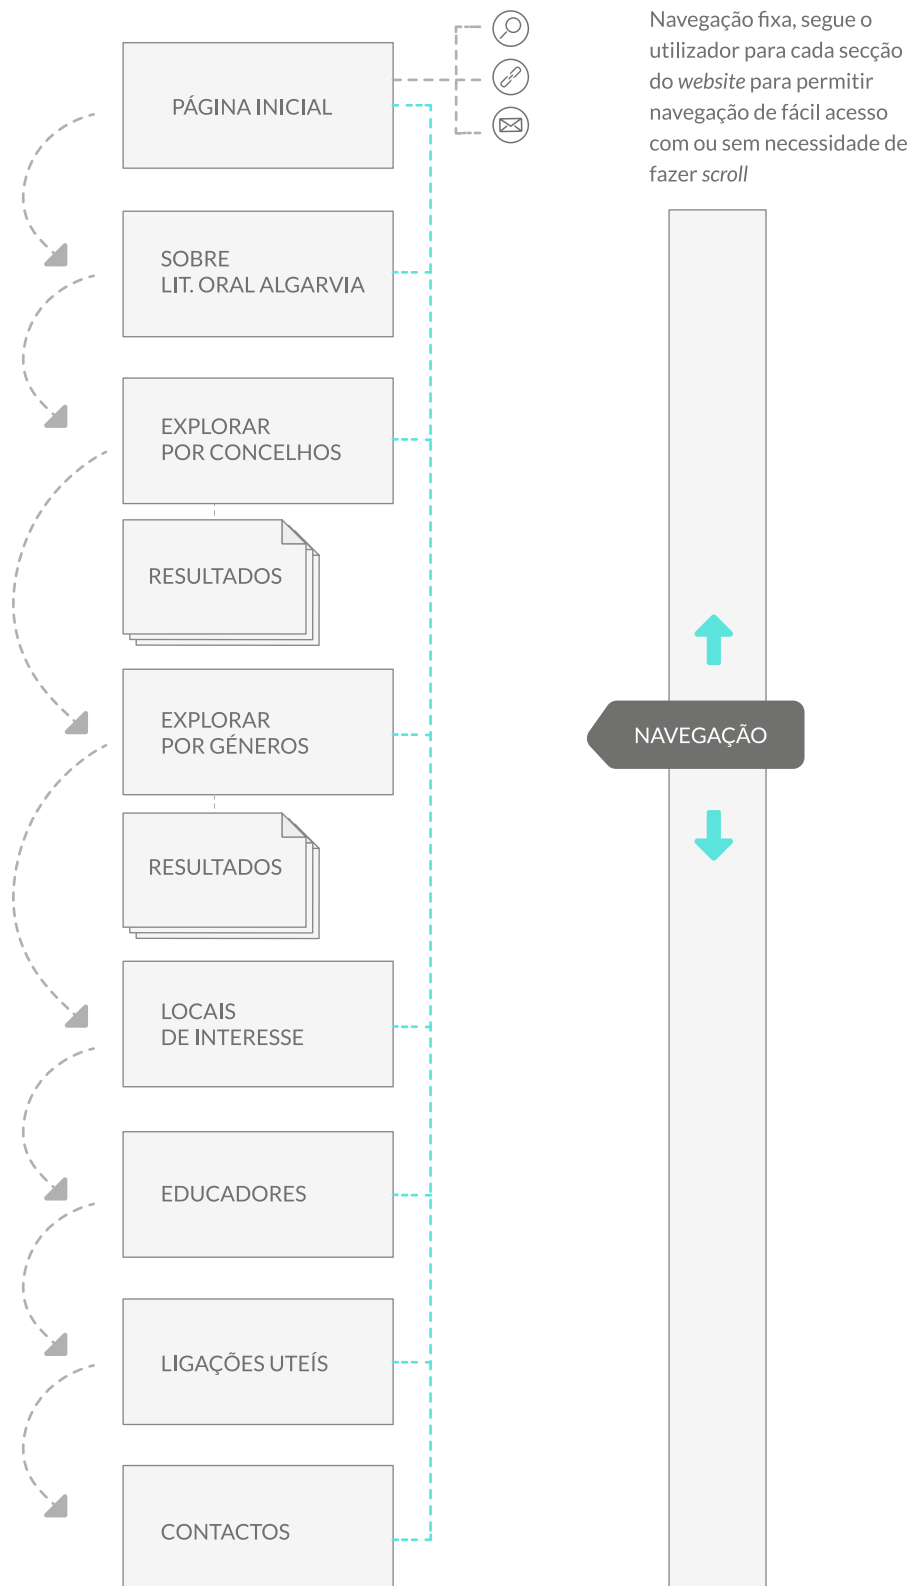 PÁGINA INICIAL
Navegação fixa, segue o
utilizador para cada secção
do website para permitir
navegação de fácil acesso
com ou sem necessidade de
fazer scroll
SOBRE
LIT. ORAL ALGARVIA
EXPLORAR
POR CONCELHOS
RESULTADOS
EXPLORAR
POR GÉNEROS
NAVEGAÇÃO
RESULTADOS
LOCAIS
DE INTERESSE
EDUCADORES
LIGAÇÕES UTEÍS
CONTACTOS